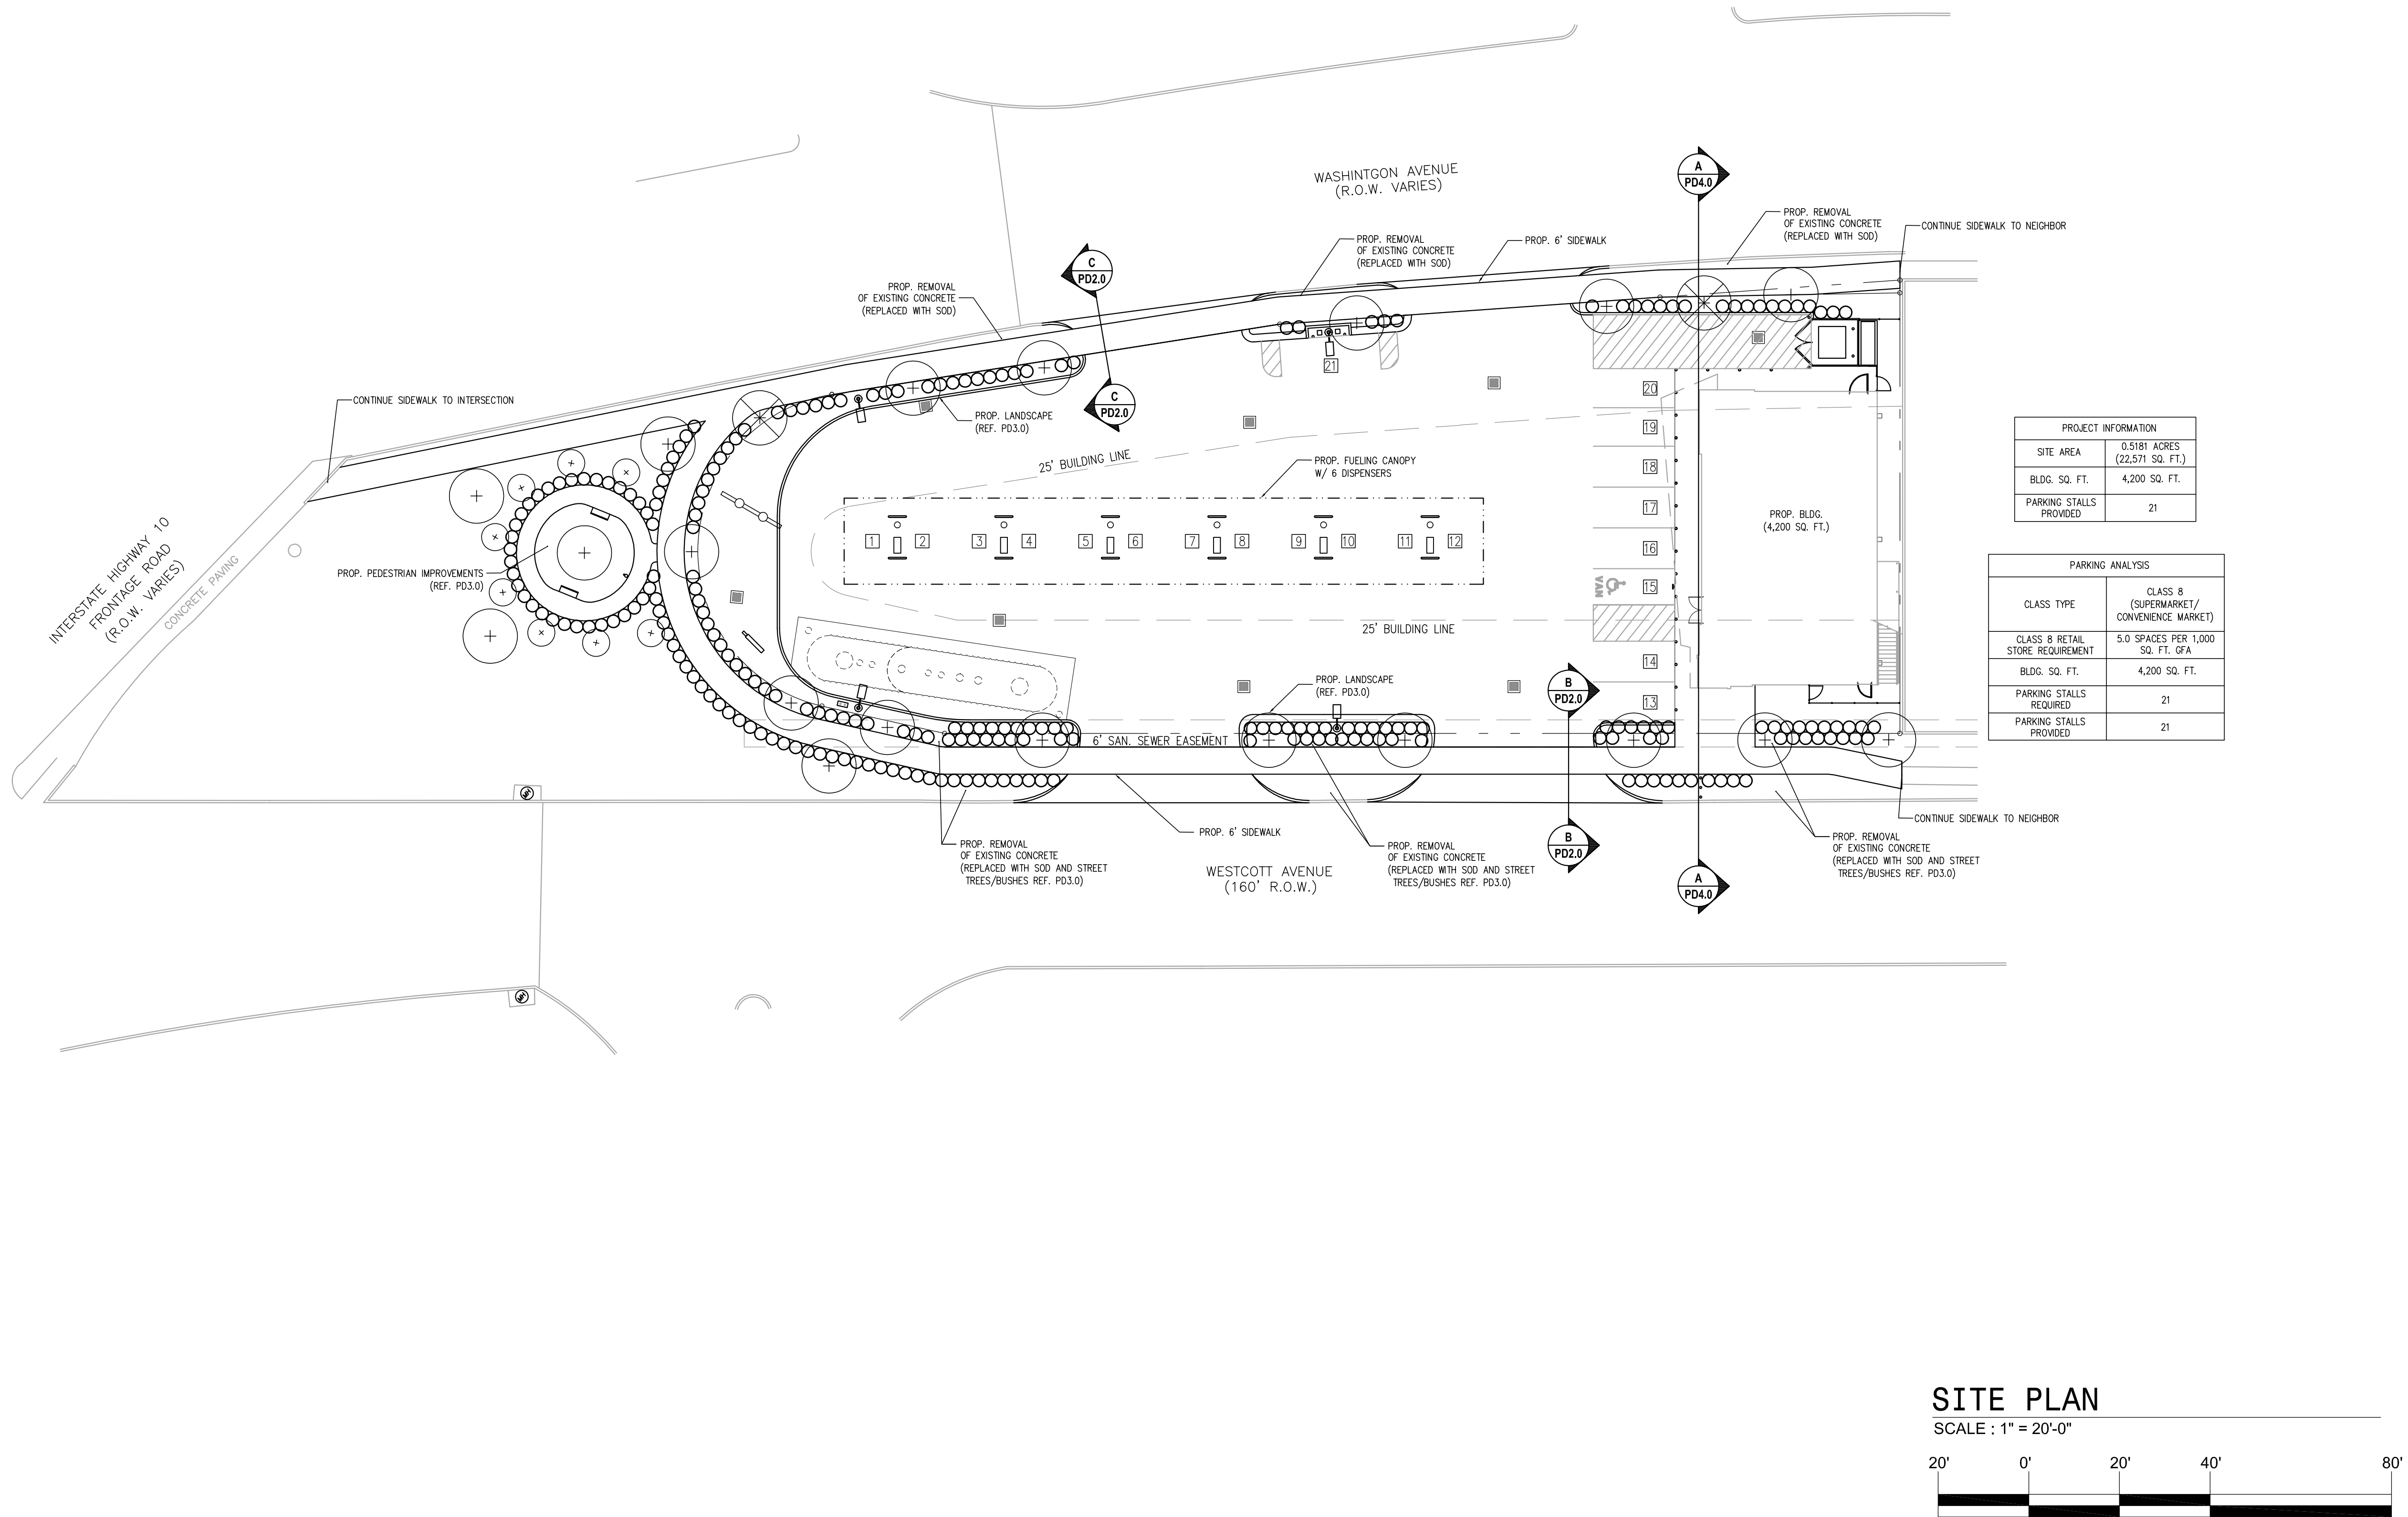 WASHINTGON AVENUE
(R.O.W. VARIES)
A
PD4.0
PROP. REMOVAL
OF EXISTING CONCRETE
(REPLACED WITH SOD)
CONTINUE SIDEWALK TO NEIGHBOR
PROP. REMOVAL
OF EXISTING CONCRETE
(REPLACED WITH SOD)
PROP. 6' SIDEWALK
C
PD2.0
PROP. REMOVAL
OF EXISTING CONCRETE
(REPLACED WITH SOD)
CONTINUE SIDEWALK TO INTERSECTION
C
PD2.0
PROP. LANDSCAPE
(REF. PD3.0)
21
20
19
18
17
16
15
VAN
14
13
25' BUILDING LINE
PROP. FUELING CANOPY
W/ 6 DISPENSERS
1
2
3
4
5
6
7
8
9
10
11
12
PROP. BLDG.
(4,200 SQ. FT.)
INTERSTATE HIGHWAY 10
FRONTAGE ROAD
(R.O.W. VARIES)
CONCRETE PAVING
PROP. PEDESTRIAN IMPROVEMENTS
(REF. PD3.0)
25' BUILDING LINE
PROP. LANDSCAPE
(REF. PD3.0)
B
PD2.0
6' SAN. SEWER EASEMENT
MH
PROP. REMOVAL
OF EXISTING CONCRETE
(REPLACED WITH SOD AND STREET
TREES/BUSHES REF. PD3.0)
PROP. 6' SIDEWALK
WESTCOTT AVENUE
(160' R.O.W.)
PROP. REMOVAL
OF EXISTING CONCRETE
(REPLACED WITH SOD AND STREET
TREES/BUSHES REF. PD3.0)
B
PD2.0
A
PD4.0
CONTINUE SIDEWALK TO NEIGHBOR
PROP. REMOVAL
OF EXISTING CONCRETE
(REPLACED WITH SOD AND STREET
TREES/BUSHES REF. PD3.0)
MH
PROJECT INFORMATION
SITE AREA
0.5181 ACRES
(22,571 SQ. FT.)
BLDG. SQ. FT.
4,200 SQ. FT.
PARKING STALLS
PROVIDED
21
PARKING ANALYSIS
CLASS TYPE
CLASS 8
(SUPERMARKET/
CONVENIENCE MARKET)
CLASS 8 RETAIL
STORE REQUIREMENT
5.0 SPACES PER 1,000
SQ. FT. GFA
BLDG. SQ. FT.
4,200 SQ. FT.
PARKING STALLS
REQUIRED
21
PARKING STALLS
PROVIDED
21
SITE PLAN
SCALE : 1" = 20'-0"
20' 0' 20' 40' 80'